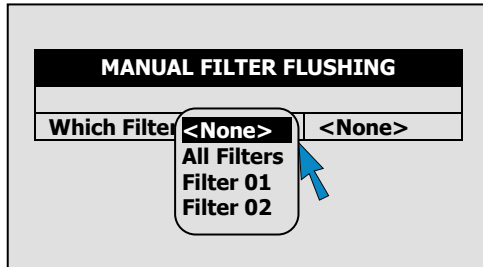 MANUAL FILTER FLUSHING
Which Filter <None> <None>
All Filters
Filter 01
Filter 02